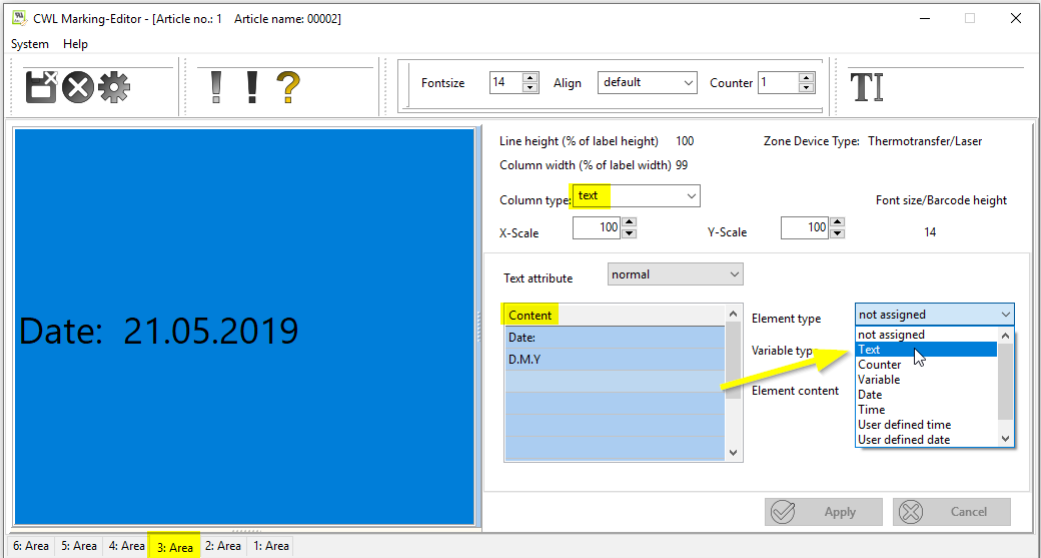 CWL Marking-Editor - [Article no.: 1 Article name: 00002]
System Help
Fontsize 14 Align default Counter 1
TI
Line height (% of label height) 100 Zone Device Type: Thermotransfer/Laser
Column width (% of label width) 99
Column type: text Font size/Barcode height
X-Scale 100 Y-Scale 100 14
Text attribute normal
Content
Date:
D.M.Y
Element type not assigned
Variable type
Element content
not assigned
Text
Counter
Variable
Date
Time
User defined time
User defined date
Date: 21.05.2019
Apply Cancel
6: Area 5: Area 4: Area 3: Area 2: Area 1: Area